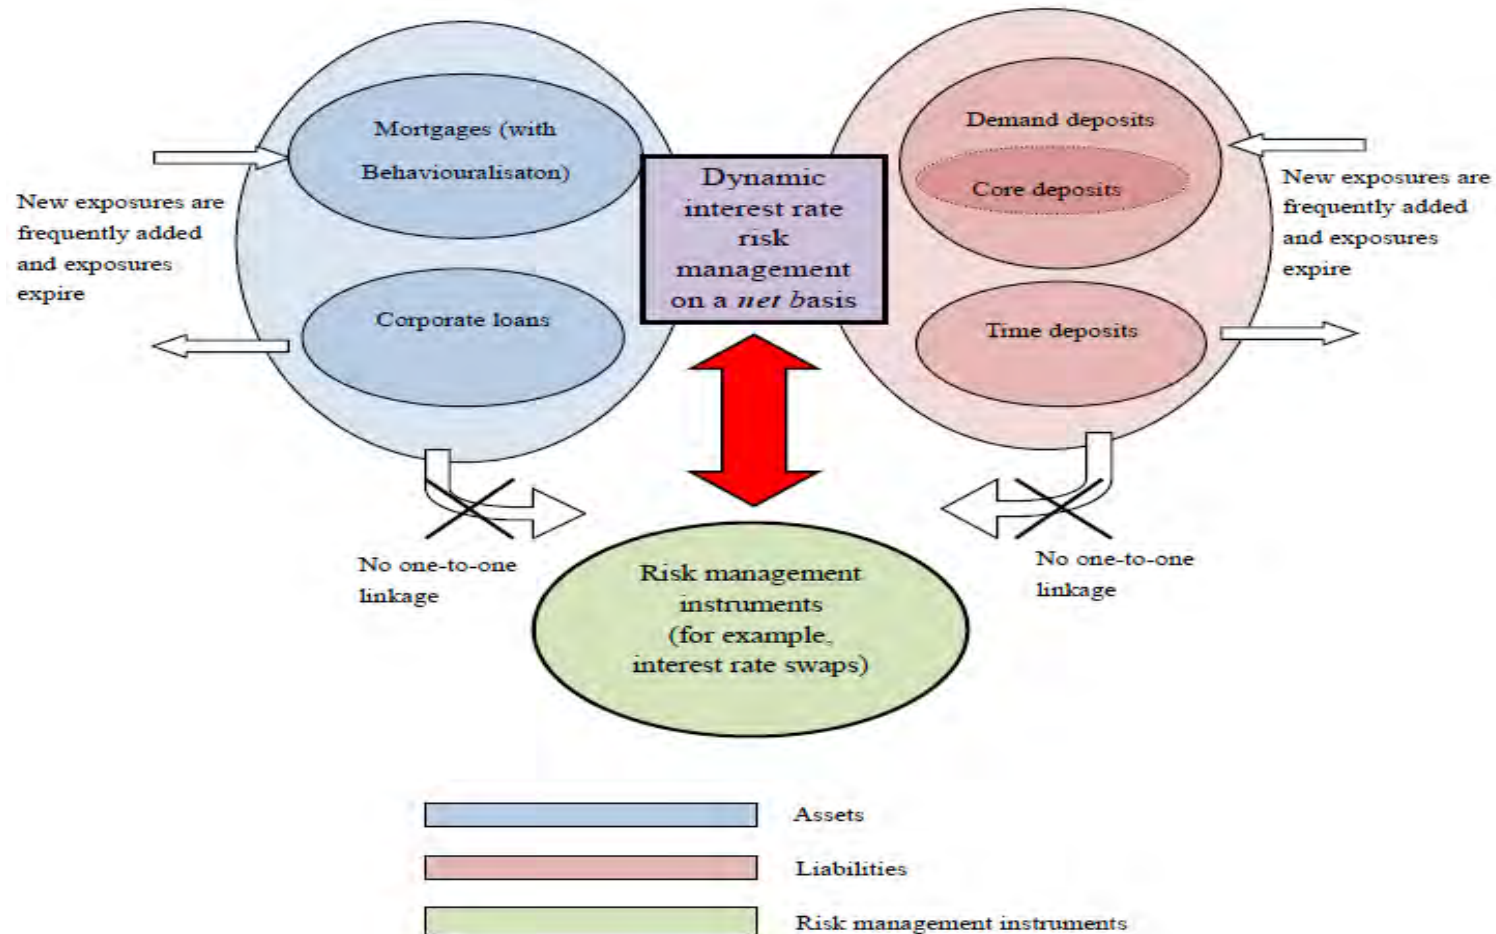 Mortgages (with
Behaviouralisaton)
Corporate loans
New exposures are
frequently added
and exposures
expire
Dynamic
interest rate
risk
management
on a net basis
Demand deposits
Core deposits
Time deposits
New exposures are
frequently added
and exposures
expire
No one-to-one
linkage
No one-to-one
linkage
Risk management
instruments
(for example,
interest rate swaps)
Assets
Liabilities
Risk management instruments